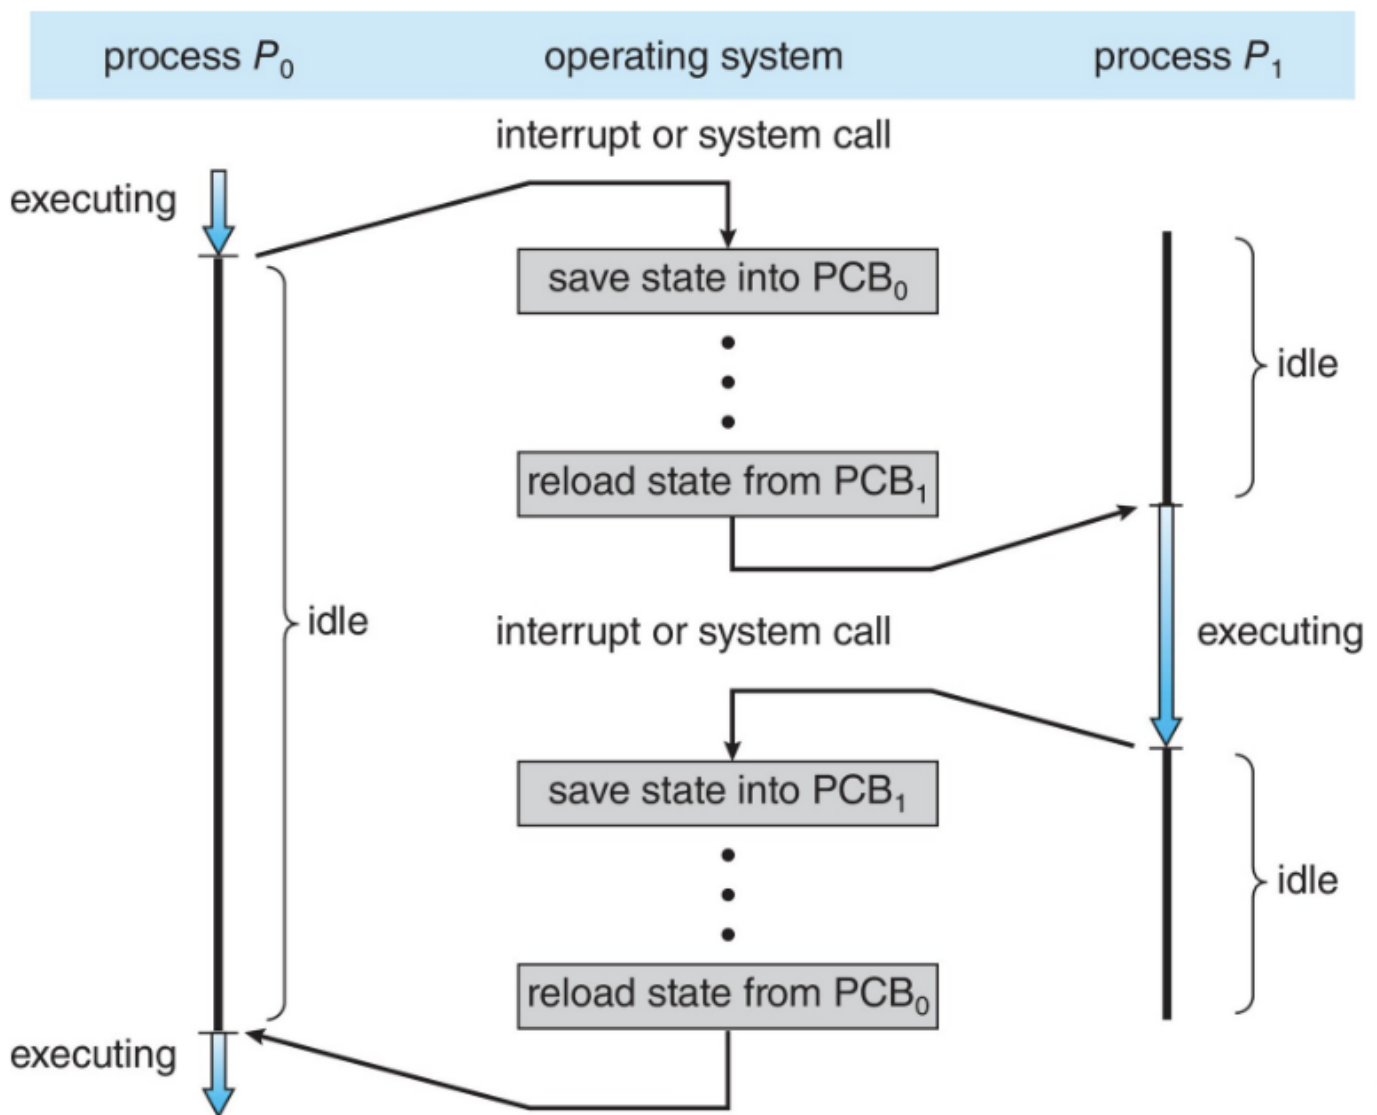 process P₀ operating system process P₁
interrupt or system call
executing
save state into PCB₀
idle
reload state from PCB₁
idle
interrupt or system call
executing
save state into PCB₁
idle
reload state from PCB₀
executing